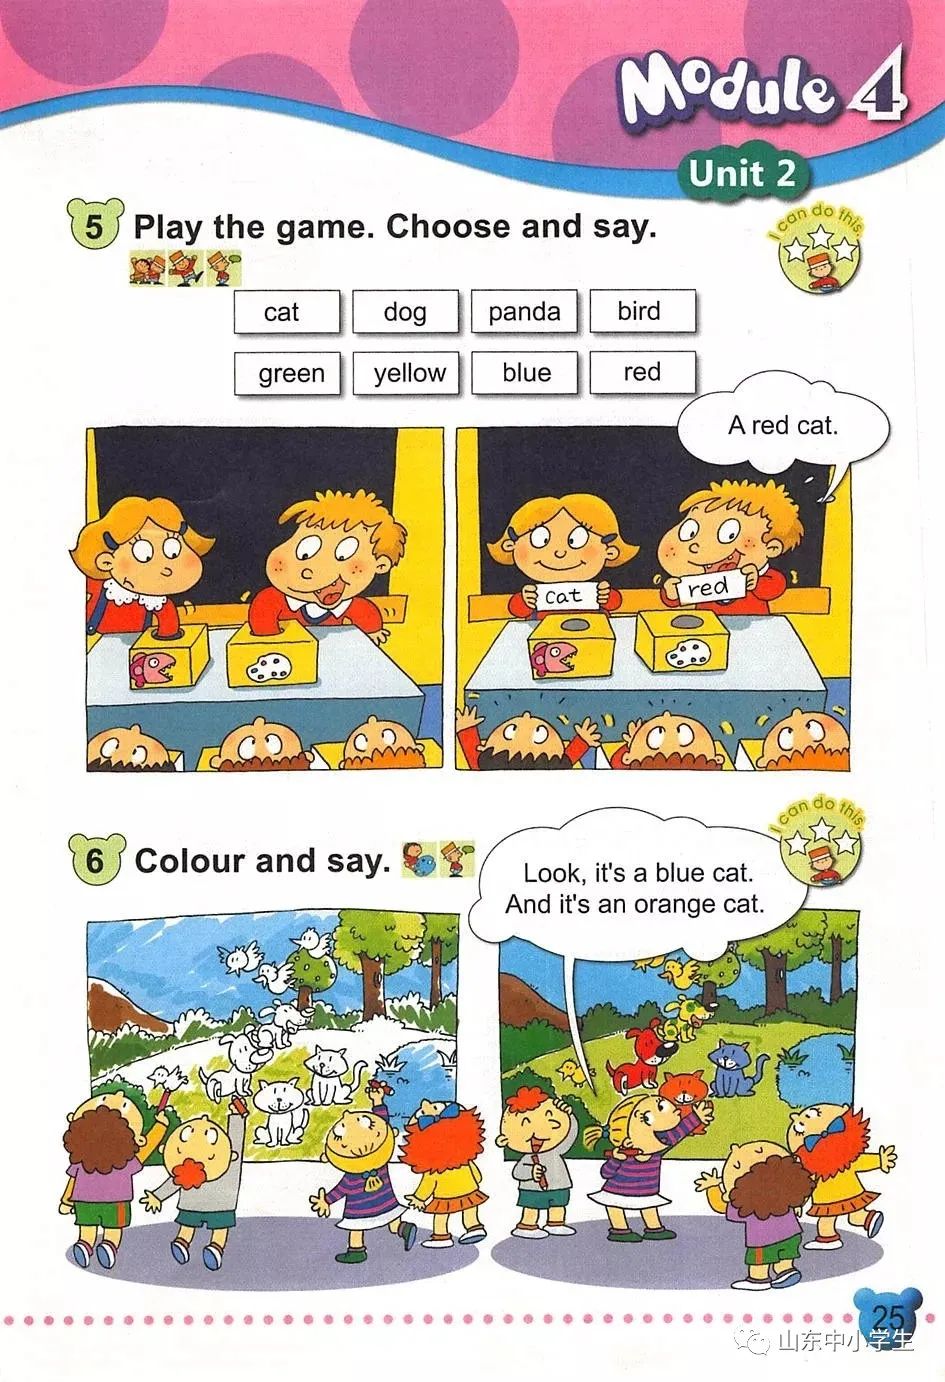 Module 4
Unit 2
5 Play the game. Choose and say.
I can do this
cat dog panda bird
green yellow blue red
A red cat.
cat
red
6 Colour and say.
I can do this
Look, it's a blue cat.
And it's an orange cat.
25
山东中小学生